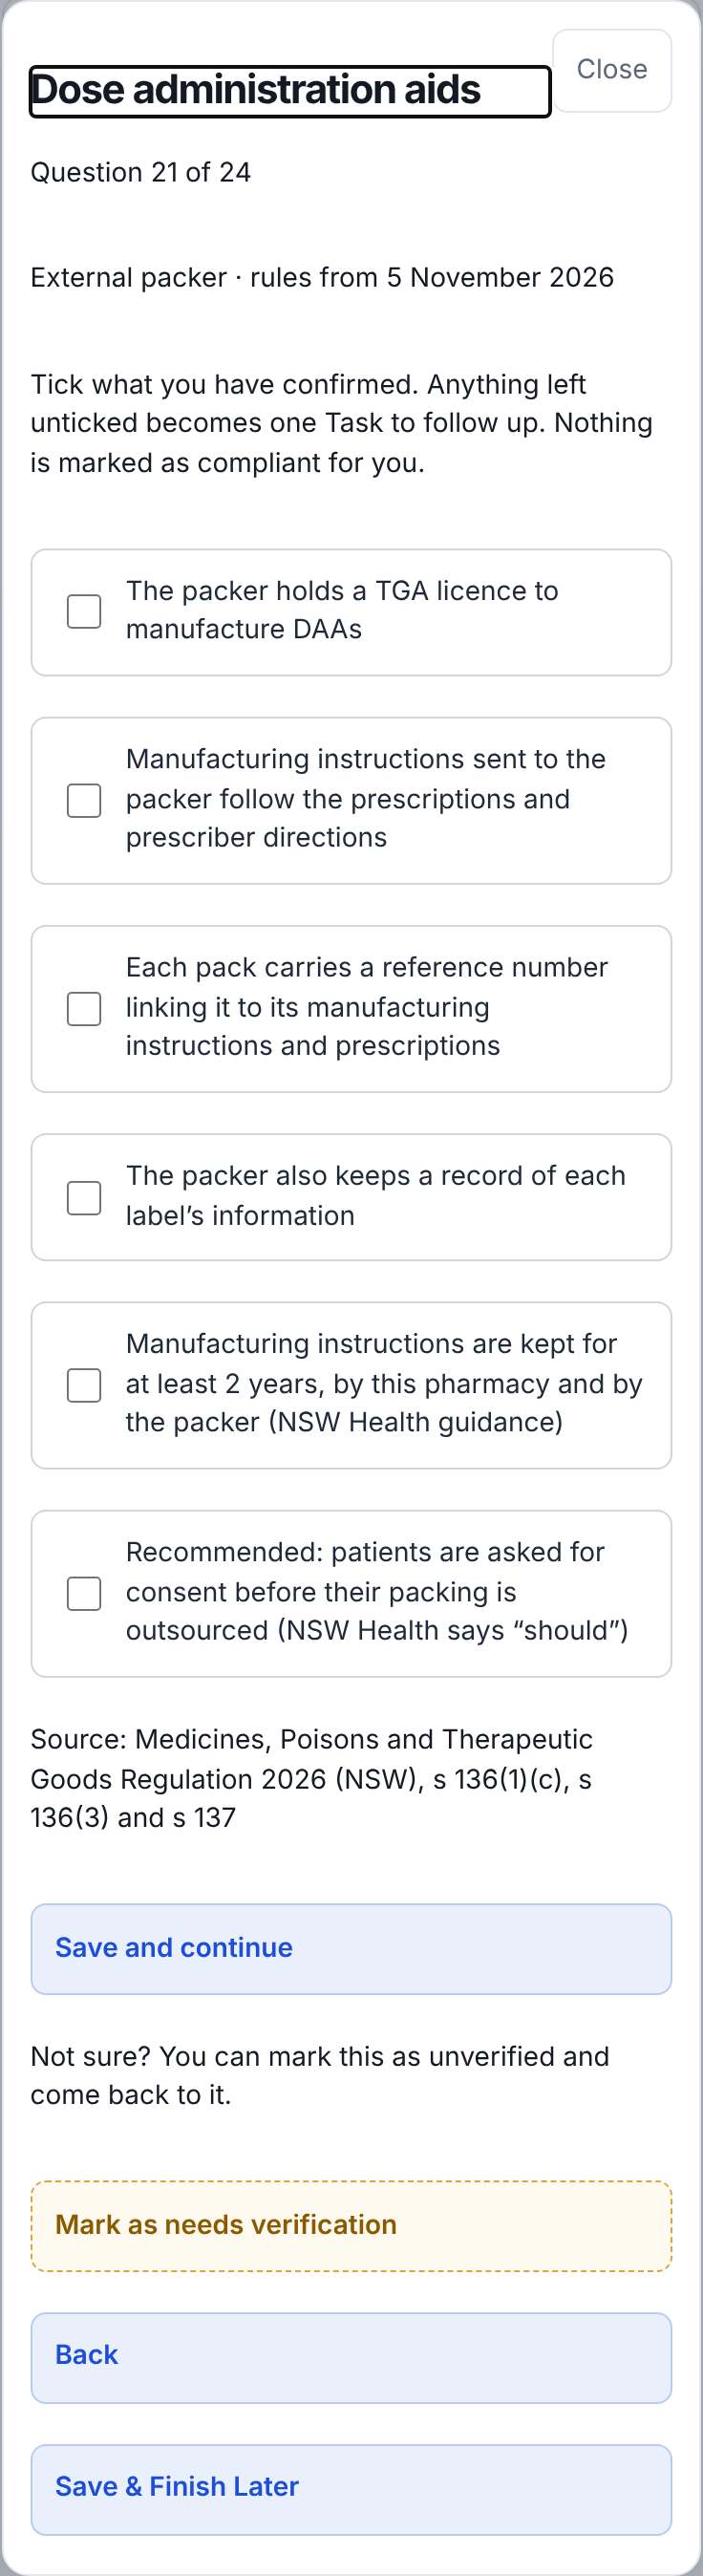 Dose administration aids
Close
Question 21 of 24
External packer · rules from 5 November 2026
Tick what you have confirmed. Anything left
unticked becomes one Task to follow up. Nothing
is marked as compliant for you.
The packer holds a TGA licence to
manufacture DAAs
Manufacturing instructions sent to the
packer follow the prescriptions and
prescriber directions
Each pack carries a reference number
linking it to its manufacturing
instructions and prescriptions
The packer also keeps a record of each
label’s information
Manufacturing instructions are kept for
at least 2 years, by this pharmacy and by
the packer (NSW Health guidance)
Recommended: patients are asked for
consent before their packing is
outsourced (NSW Health says “should”)
Source: Medicines, Poisons and Therapeutic
Goods Regulation 2026 (NSW), s 136(1)(c), s
136(3) and s 137
Save and continue
Not sure? You can mark this as unverified and
come back to it.
Mark as needs verification
Back
Save & Finish Later